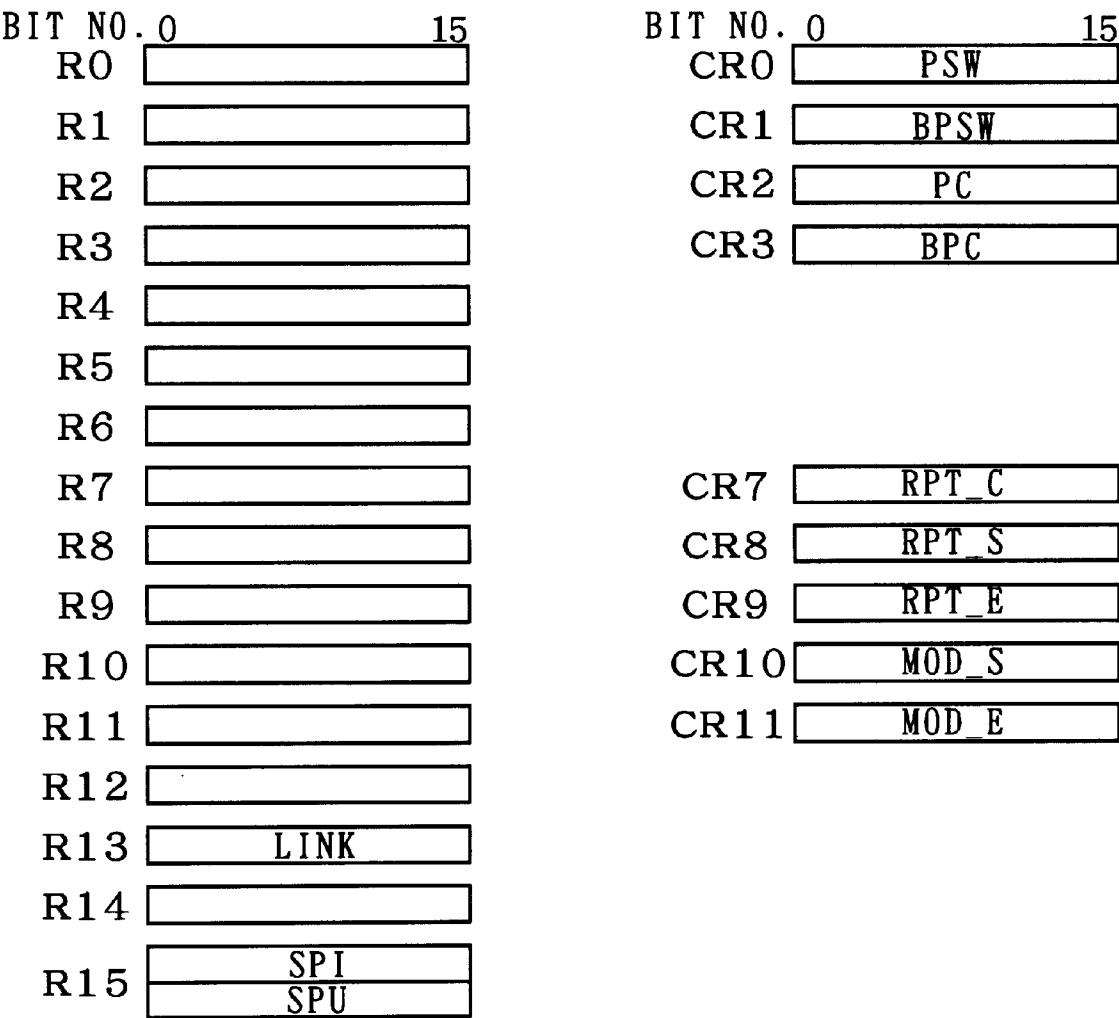 BIT NO. 0 15
R0
R1
R2
R3
R4
R5
R6
R7
R8
R9
R10
R11
R12
R13 LINK
R14
R15 SPI
SPU
BIT NO. 0 15
CR0 PSW
CR1 BPSW
CR2 PC
CR3 BPC
CR7 RPT_C
CR8 RPT_S
CR9 RPT_E
CR10 MOD_S
CR11 MOD_E